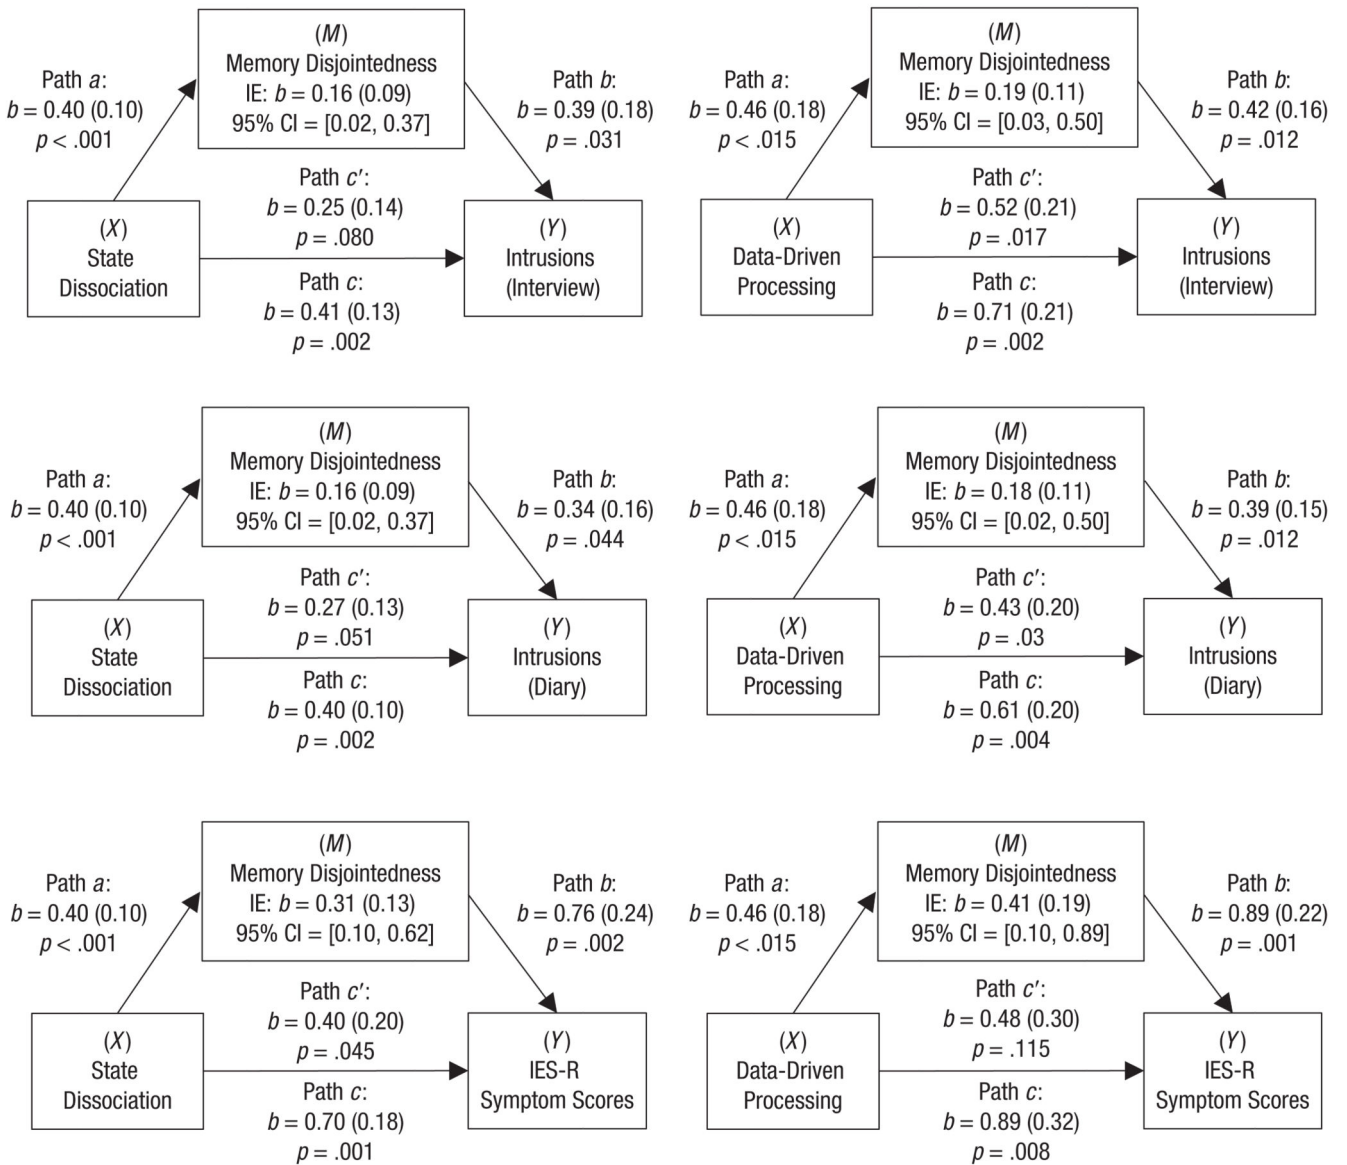 (M)
Memory Disjointedness
IE: b = 0.16 (0.09)
95% CI = [0.02, 0.37]
Path a:
b = 0.40 (0.10)
p < .001
Path b:
b = 0.39 (0.18)
p = .031
Path c′:
b = 0.25 (0.14)
p = .080
(X)
State
Dissociation
(Y)
Intrusions
(Interview)
Path c:
b = 0.41 (0.13)
p = .002
(M)
Memory Disjointedness
IE: b = 0.19 (0.11)
95% CI = [0.03, 0.50]
Path a:
b = 0.46 (0.18)
p < .015
Path b:
b = 0.42 (0.16)
p = .012
Path c′:
b = 0.52 (0.21)
p = .017
(X)
Data-Driven
Processing
(Y)
Intrusions
(Interview)
Path c:
b = 0.71 (0.21)
p = .002
(M)
Memory Disjointedness
IE: b = 0.16 (0.09)
95% CI = [0.02, 0.37]
Path a:
b = 0.40 (0.10)
p < .001
Path b:
b = 0.34 (0.16)
p = .044
Path c′:
b = 0.27 (0.13)
p = .051
(X)
State
Dissociation
(Y)
Intrusions
(Diary)
Path c:
b = 0.40 (0.10)
p = .002
(M)
Memory Disjointedness
IE: b = 0.18 (0.11)
95% CI = [0.02, 0.50]
Path a:
b = 0.46 (0.18)
p < .015
Path b:
b = 0.39 (0.15)
p = .012
Path c′:
b = 0.43 (0.20)
p = .03
(X)
Data-Driven
Processing
(Y)
Intrusions
(Diary)
Path c:
b = 0.61 (0.20)
p = .004
(M)
Memory Disjointedness
IE: b = 0.31 (0.13)
95% CI = [0.10, 0.62]
Path a:
b = 0.40 (0.10)
p < .001
Path b:
b = 0.76 (0.24)
p = .002
Path c′:
b = 0.40 (0.20)
p = .045
(X)
State
Dissociation
(Y)
IES-R
Symptom Scores
Path c:
b = 0.70 (0.18)
p = .001
(M)
Memory Disjointedness
IE: b = 0.41 (0.19)
95% CI = [0.10, 0.89]
Path a:
b = 0.46 (0.18)
p < .015
Path b:
b = 0.89 (0.22)
p = .001
Path c′:
b = 0.48 (0.30)
p = .115
(X)
Data-Driven
Processing
(Y)
IES-R
Symptom Scores
Path c:
b = 0.89 (0.32)
p = .008